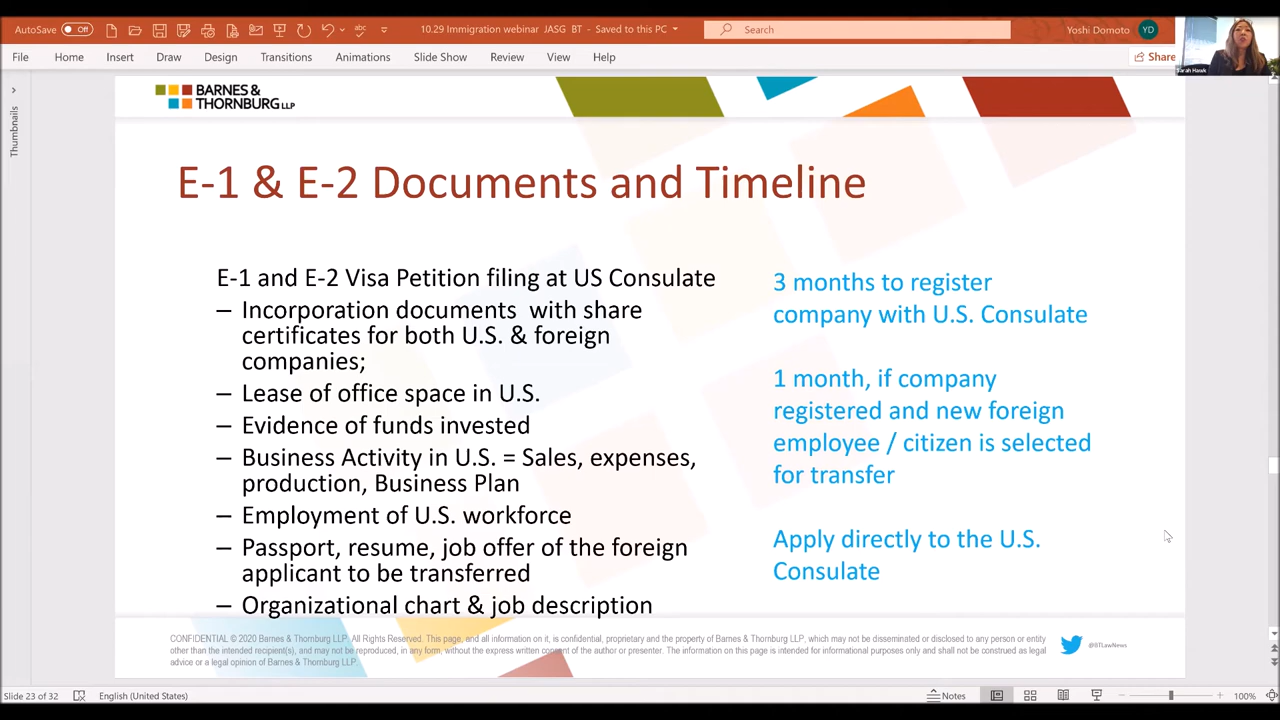 AutoSave Off
10.29 Immigration webinar JASG BT - Saved to this PC
Search
Yoshi Domoto YD
File Home Insert Draw Design Transitions Animations Slide Show Review View Help
Share
Sarah Hawk
Thumbnails
BARNES &
THORNBURG LLP
E-1 & E-2 Documents and Timeline
E-1 and E-2 Visa Petition filing at US Consulate
– Incorporation documents with share
certificates for both U.S. & foreign
companies;
– Lease of office space in U.S.
– Evidence of funds invested
– Business Activity in U.S. = Sales, expenses,
production, Business Plan
– Employment of U.S. workforce
– Passport, resume, job offer of the foreign
applicant to be transferred
– Organizational chart & job description
3 months to register
company with U.S. Consulate
1 month, if company
registered and new foreign
employee / citizen is selected
for transfer
Apply directly to the U.S.
Consulate
CONFIDENTIAL © 2020 Barnes & Thornburg LLP. All Rights Reserved. This page, and all information on it, is confidential, proprietary and the property of Barnes & Thornburg LLP, which may not be disseminated or disclosed to any person or entity
other than the intended recipient(s), and may not be reproduced, in any form, without the express written consent of the author or presenter. The information on this page is intended for informational purposes only and shall not be construed as legal
advice or a legal opinion of Barnes & Thornburg LLP.
@BTLawNews
Slide 23 of 32
English (United States)
Notes
100%